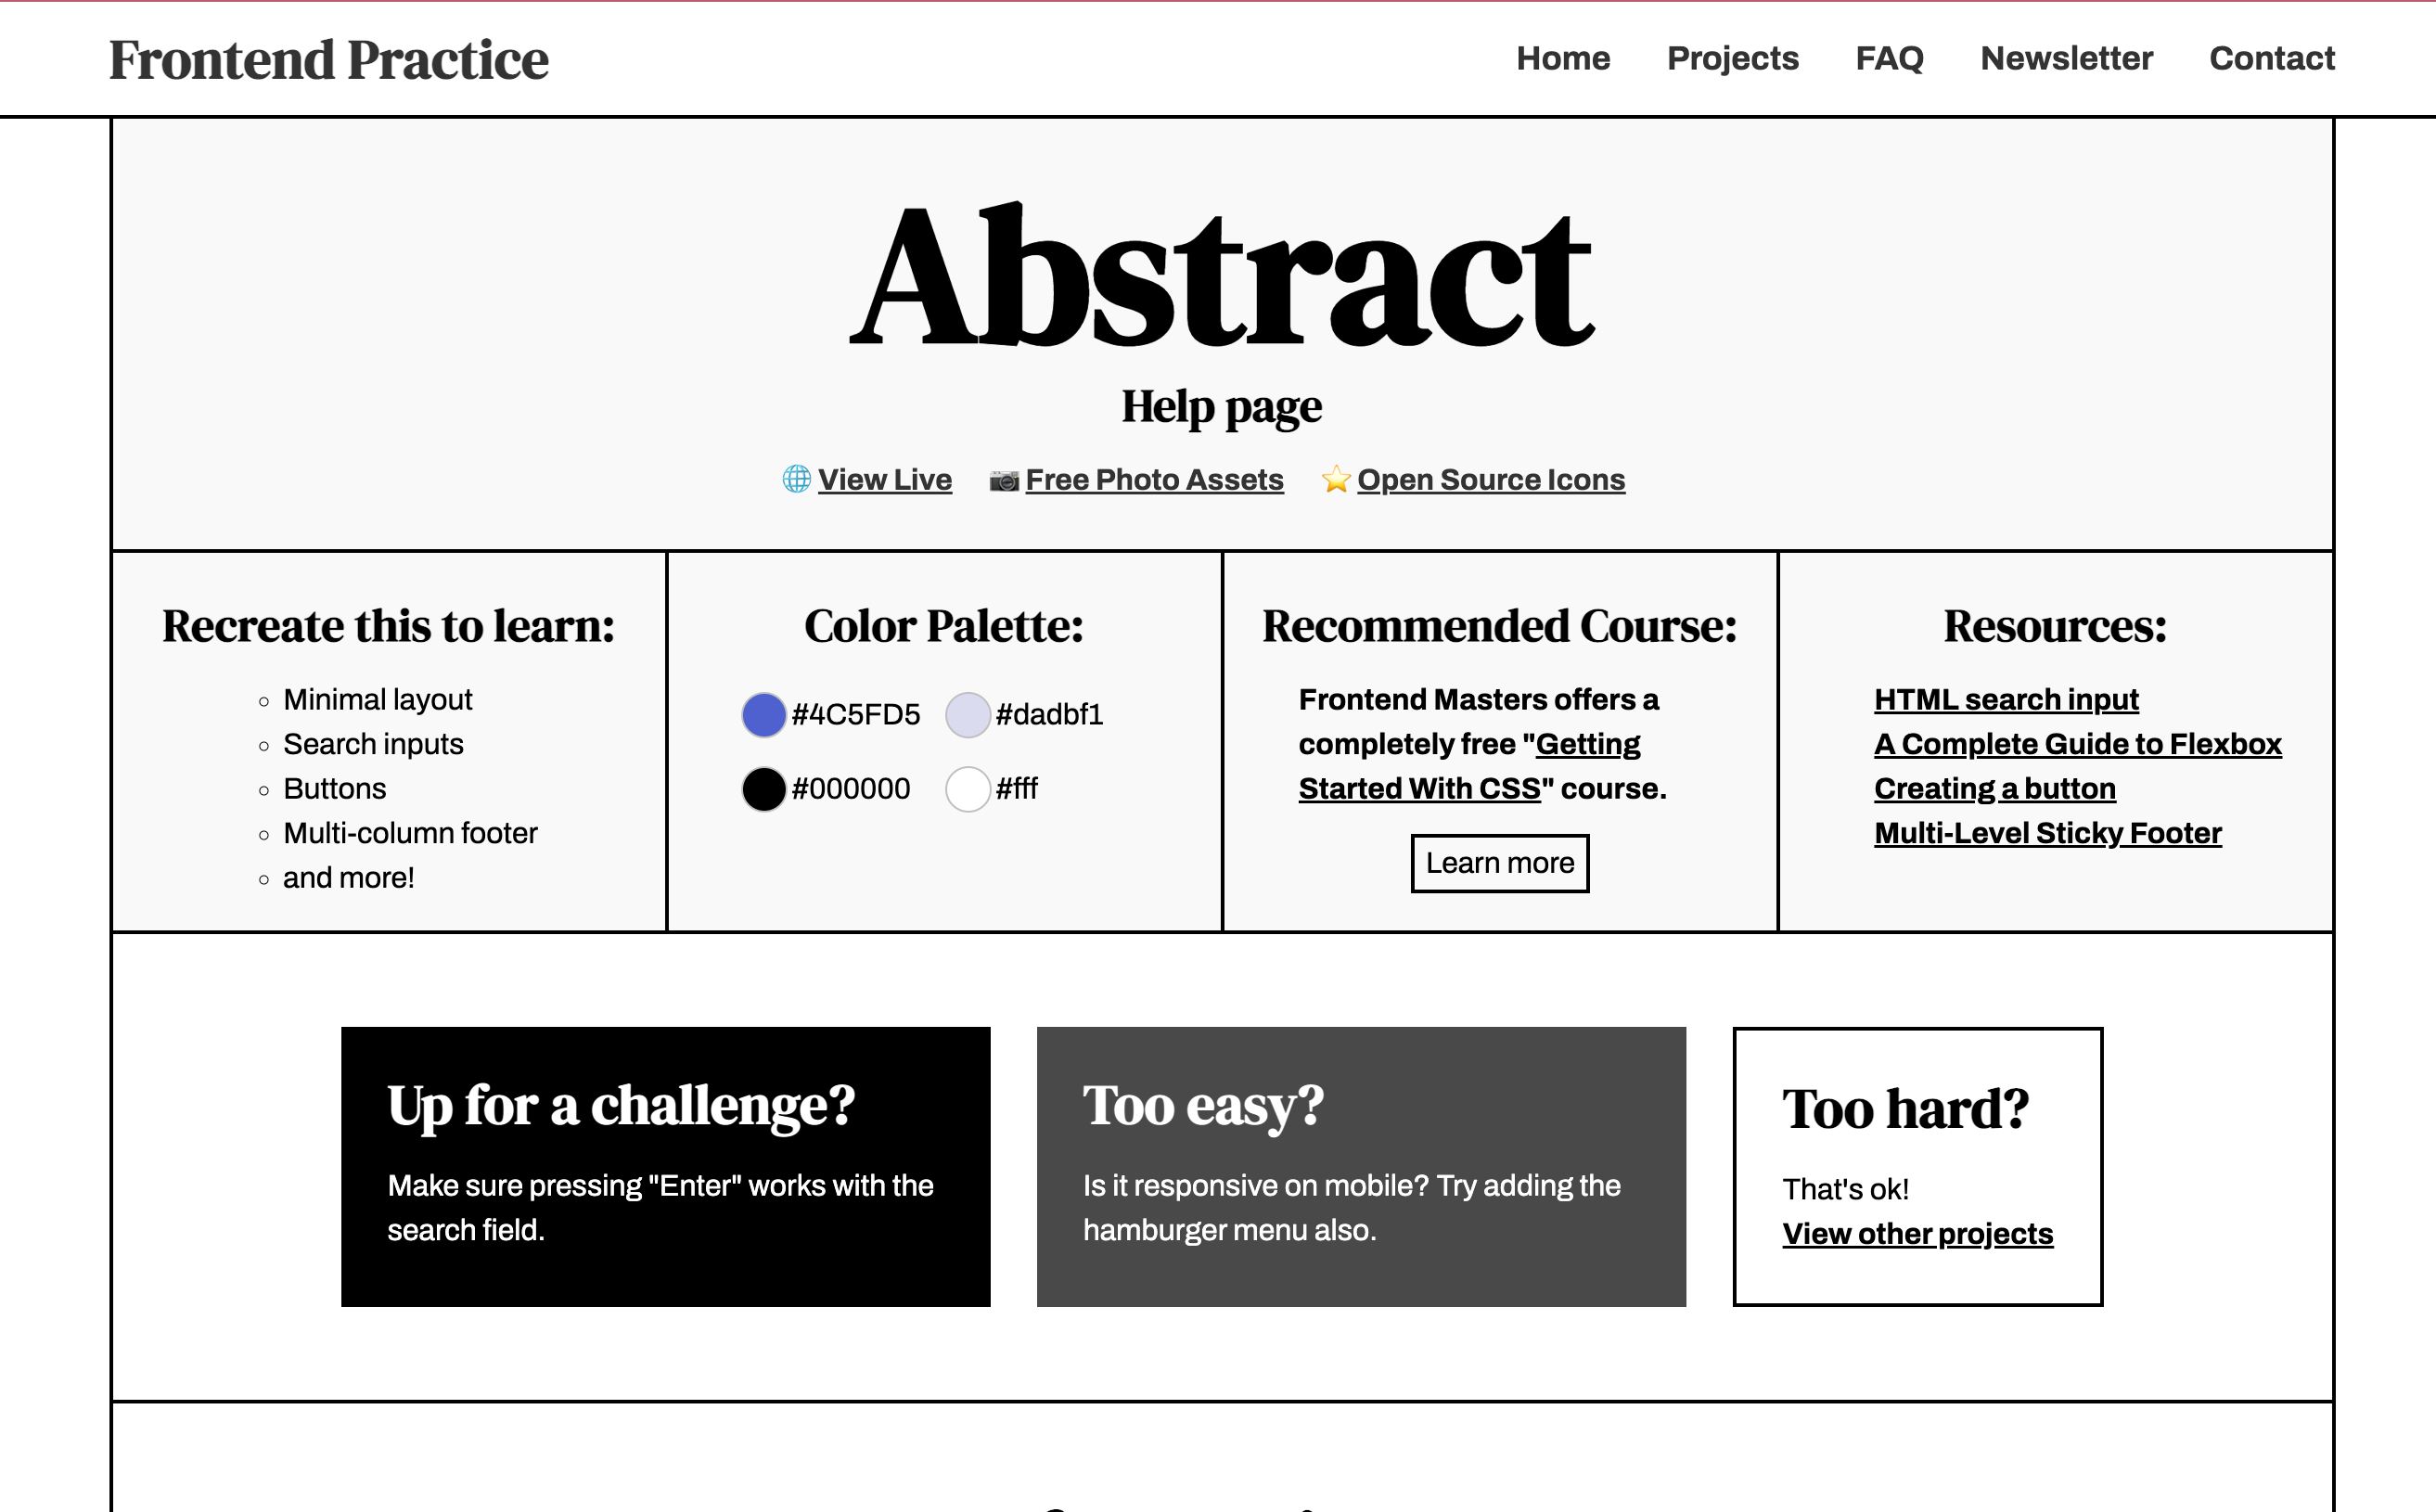 Frontend Practice
Home Projects FAQ Newsletter Contact
Abstract
Help page
View Live Free Photo Assets Open Source Icons
Recreate this to learn:
Minimal layout
Search inputs
Buttons
Multi-column footer
and more!
Color Palette:
#4C5FD5 #dadbf1
#000000 #fff
Recommended Course:
Frontend Masters offers a
completely free "Getting
Started With CSS" course.
Learn more
Resources:
HTML search input
A Complete Guide to Flexbox
Creating a button
Multi-Level Sticky Footer
Up for a challenge?
Make sure pressing "Enter" works with the
search field.
Too easy?
Is it responsive on mobile? Try adding the
hamburger menu also.
Too hard?
That's ok!
View other projects